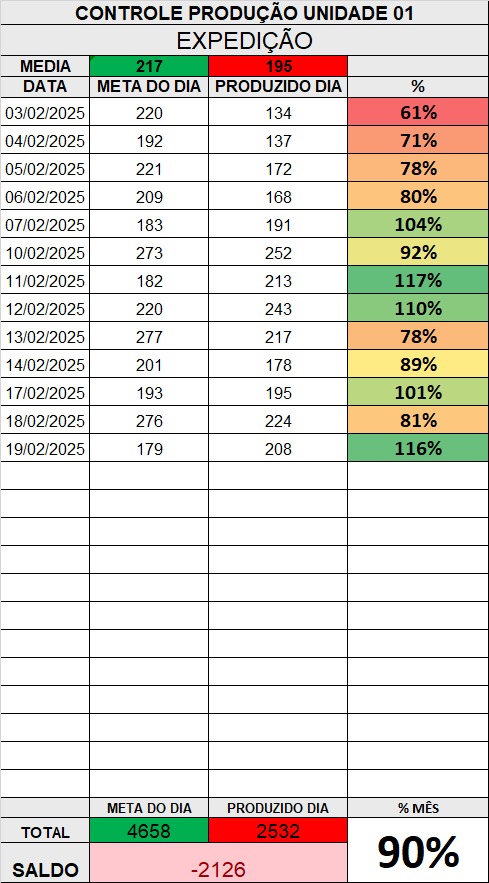 CONTROLE PRODUÇÃO UNIDADE 01
EXPEDIÇÃO
MEDIA 217 195
DATA META DO DIA PRODUZIDO DIA %
03/02/2025 220 134 61%
04/02/2025 192 137 71%
05/02/2025 221 172 78%
06/02/2025 209 168 80%
07/02/2025 183 191 104%
10/02/2025 273 252 92%
11/02/2025 182 213 117%
12/02/2025 220 243 110%
13/02/2025 277 217 78%
14/02/2025 201 178 89%
17/02/2025 193 195 101%
18/02/2025 276 224 81%
19/02/2025 179 208 116%
META DO DIA PRODUZIDO DIA % MÊS
TOTAL 4658 2532 90%
SALDO -2126